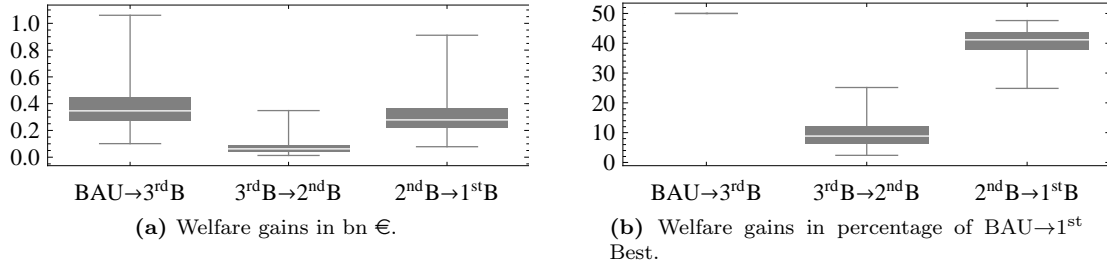 1.0
0.8
0.6
0.4
0.2
0.0
BAU→3rdB 3rdB→2ndB 2ndB→1stB
(a) Welfare gains in bn €.
50
40
30
20
10
0
BAU→3rdB 3rdB→2ndB 2ndB→1stB
(b) Welfare gains in percentage of BAU→1st
Best.